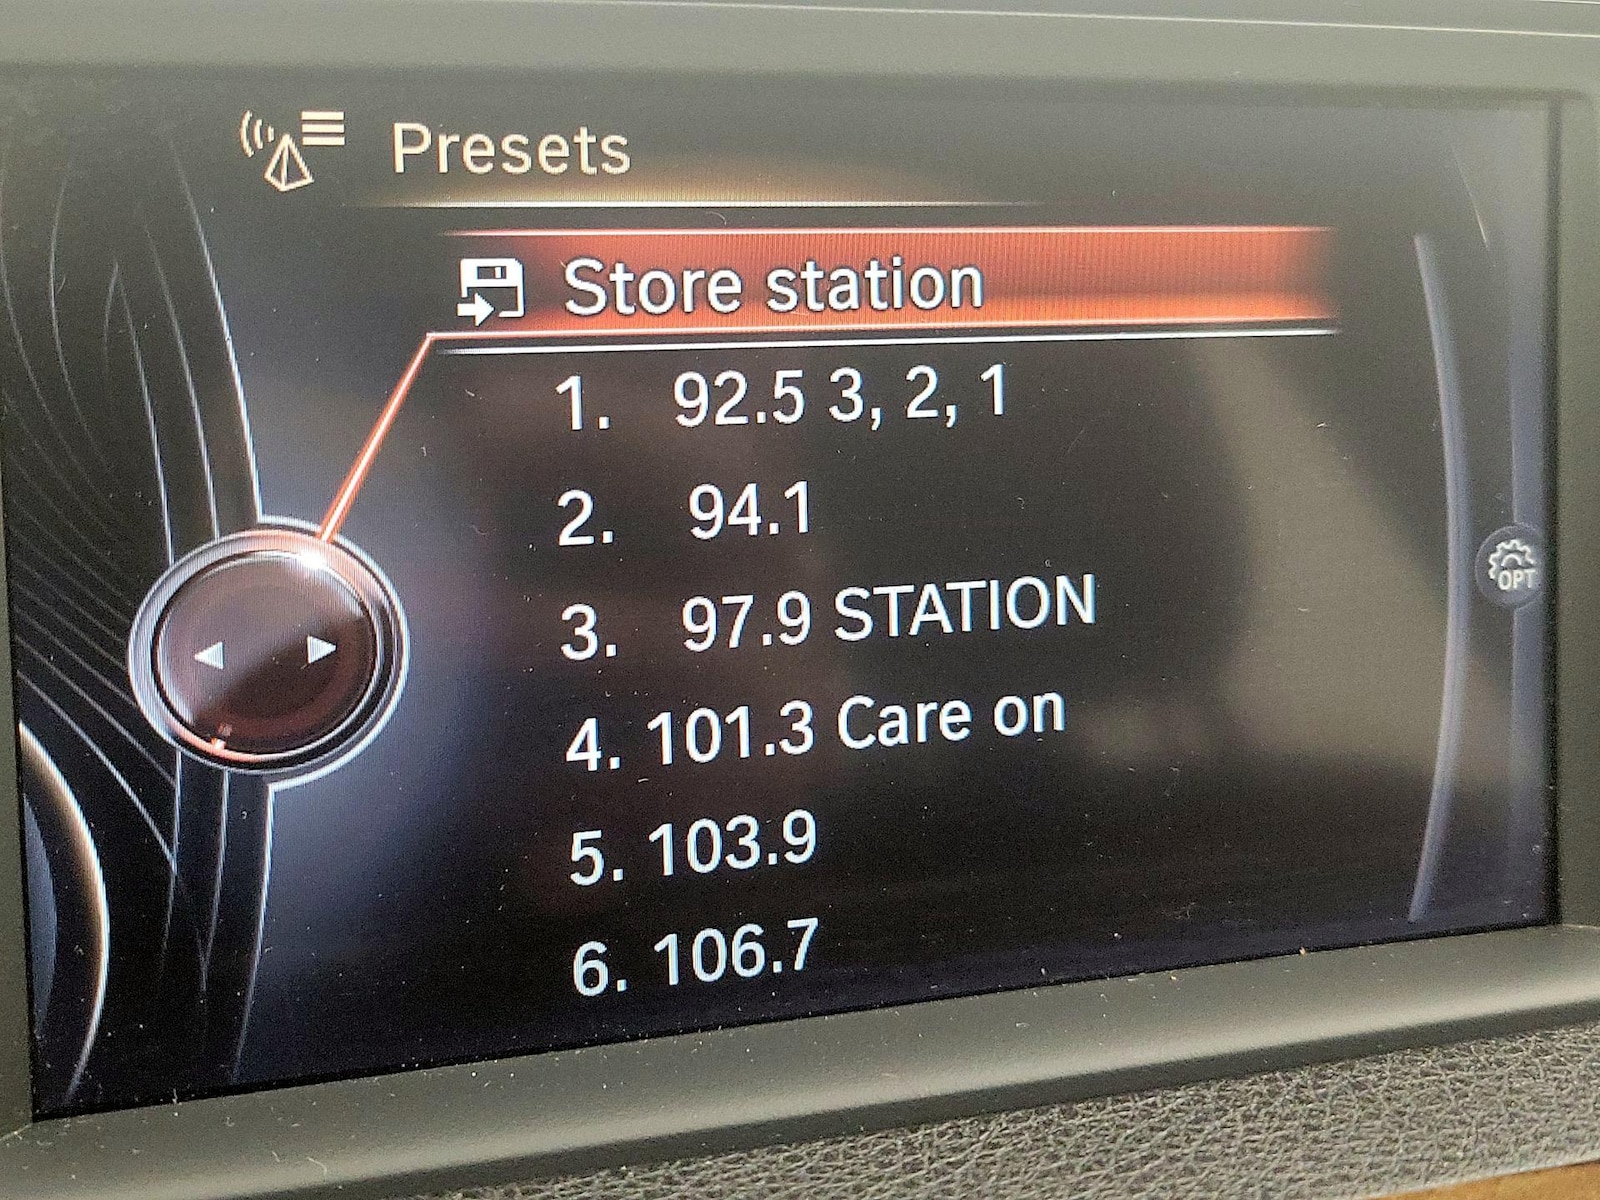 Presets
Store station
1. 92.5 3, 2, 1
2. 94.1
3. 97.9 STATION
4. 101.3 Care on
5. 103.9
6. 106.7
OPT